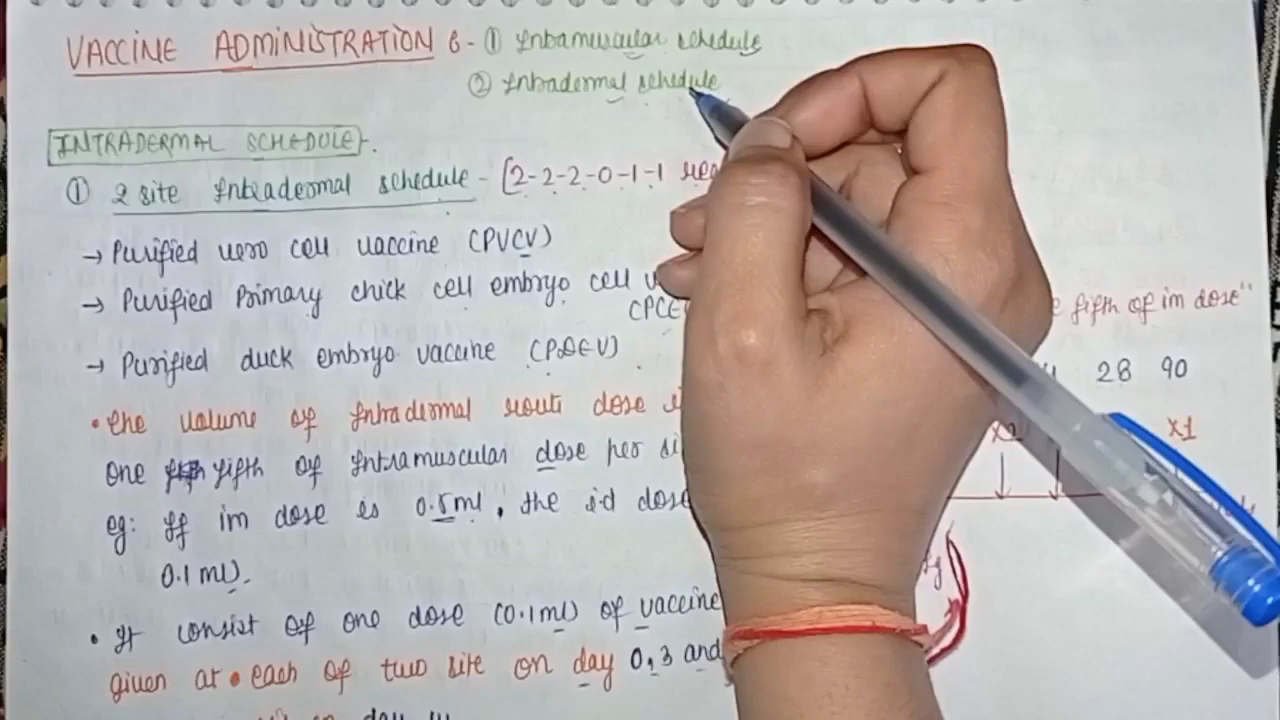 VACCINE ADMINISTRATION :- ① Intramuscular schedule
② Intradermal schedule
INTRADERMAL SCHEDULE -
① 2 site Intradermal schedule - [2-2-2-0-1-1
→ Purified vero cell vaccine (PVCV)
→ Purified Primary chick cell embryo cell
CPCE
fifth of im dose"
→ Purified duck embryo vaccine (PDEV)
28 90
• the volume of Intradermal route dose
x2 x1
one fifth of Intramuscular dose per
eg: If im dose is 0.5ml, the i.d dose
0.1 ml).
• It consist of one dose (0.1ml) of vaccine
given at each of two site on day 0,3 and
day